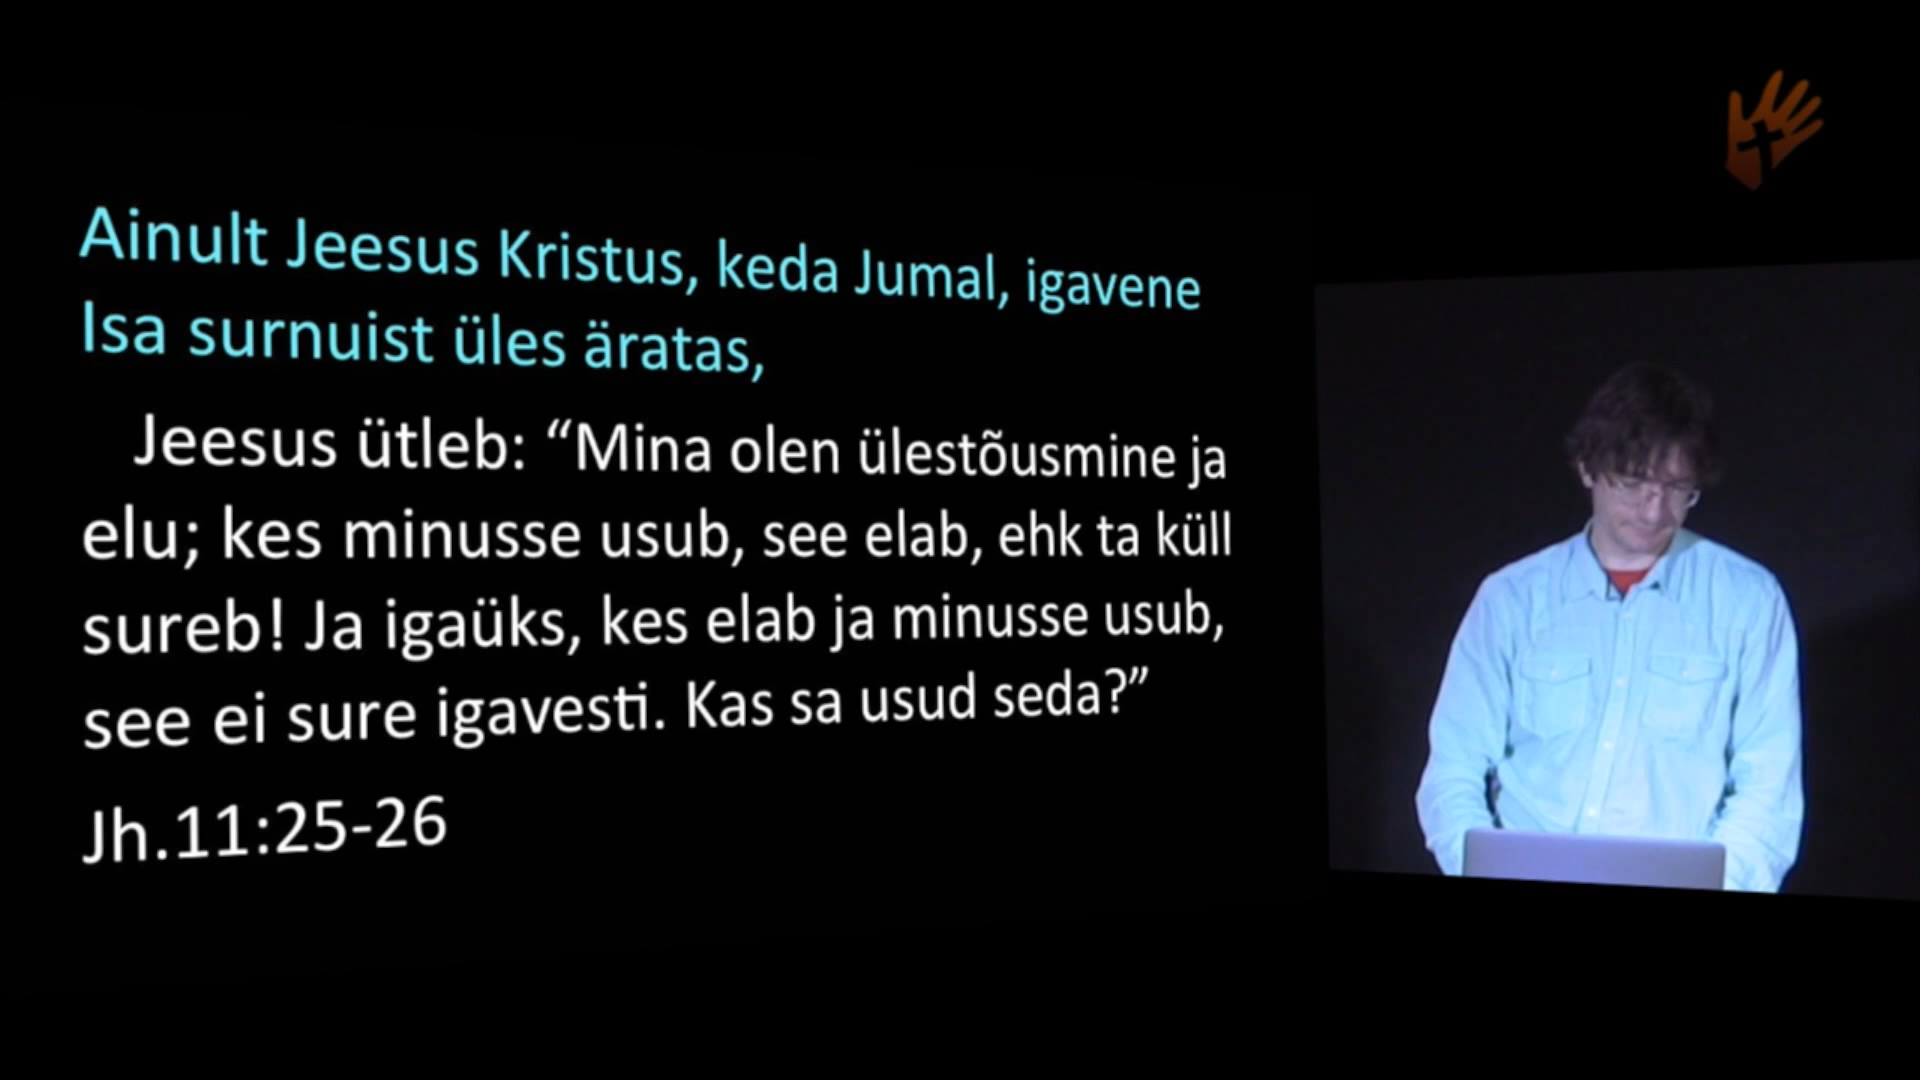 Ainult Jeesus Kristus, keda Jumal, igavene
Isa surnuist üles äratas,
Jeesus ütleb: “Mina olen ülestõusmine ja
elu; kes minusse usub, see elab, ehk ta küll
sureb! Ja igaüks, kes elab ja minusse usub,
see ei sure igavesti. Kas sa usud seda?”
Jh.11:25-26